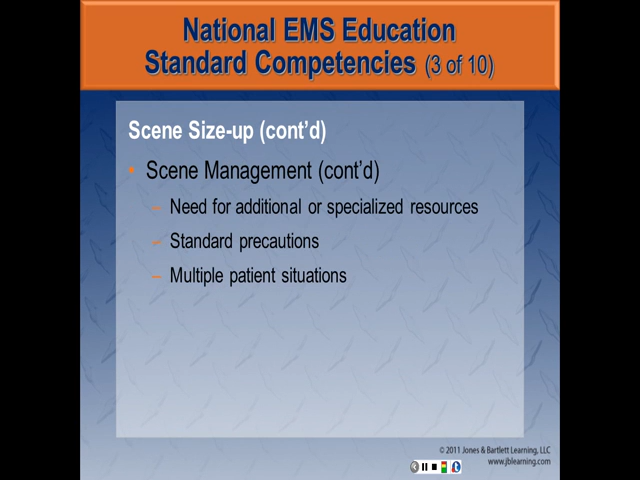 National EMS Education
Standard Competencies (3 of 10)
Scene Size-up (cont'd)
• Scene Management (cont'd)
– Need for additional or specialized resources
– Standard precautions
– Multiple patient situations
© 2011 Jones & Bartlett Learning, LLC
www.jblearning.com